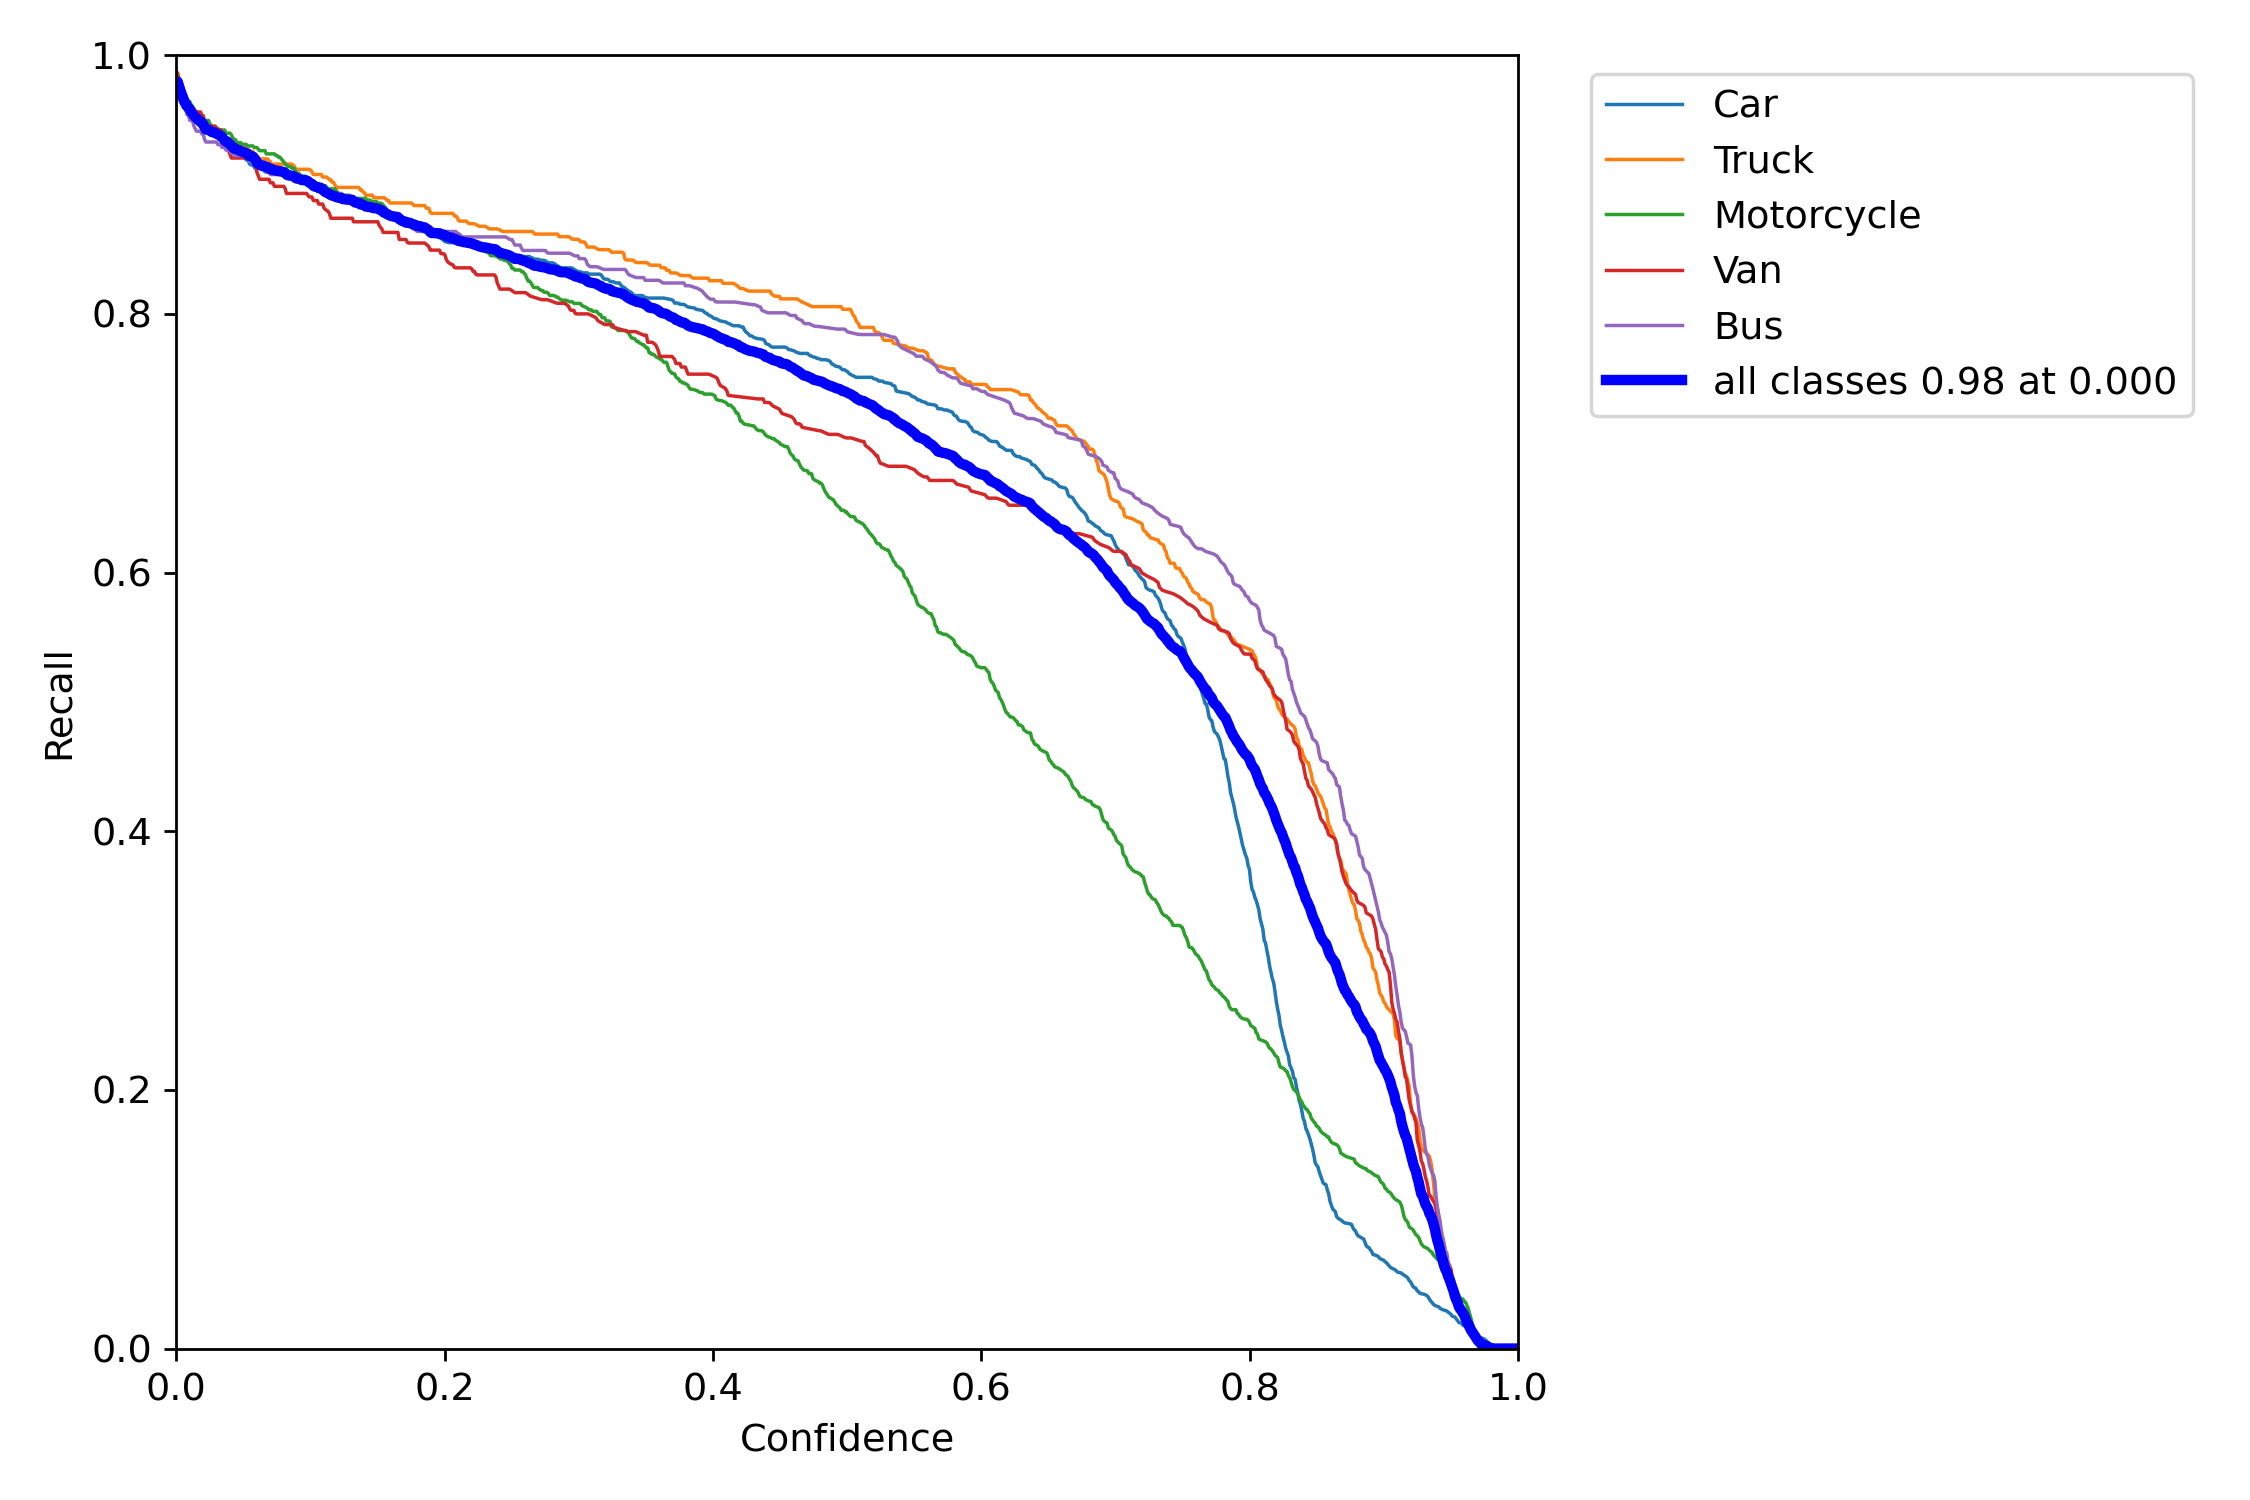 1.0
0.8
0.6
0.4
0.2
0.0
Recall
0.0 0.2 0.4 0.6 0.8 1.0
Confidence
Car
Truck
Motorcycle
Van
Bus
all classes 0.98 at 0.000